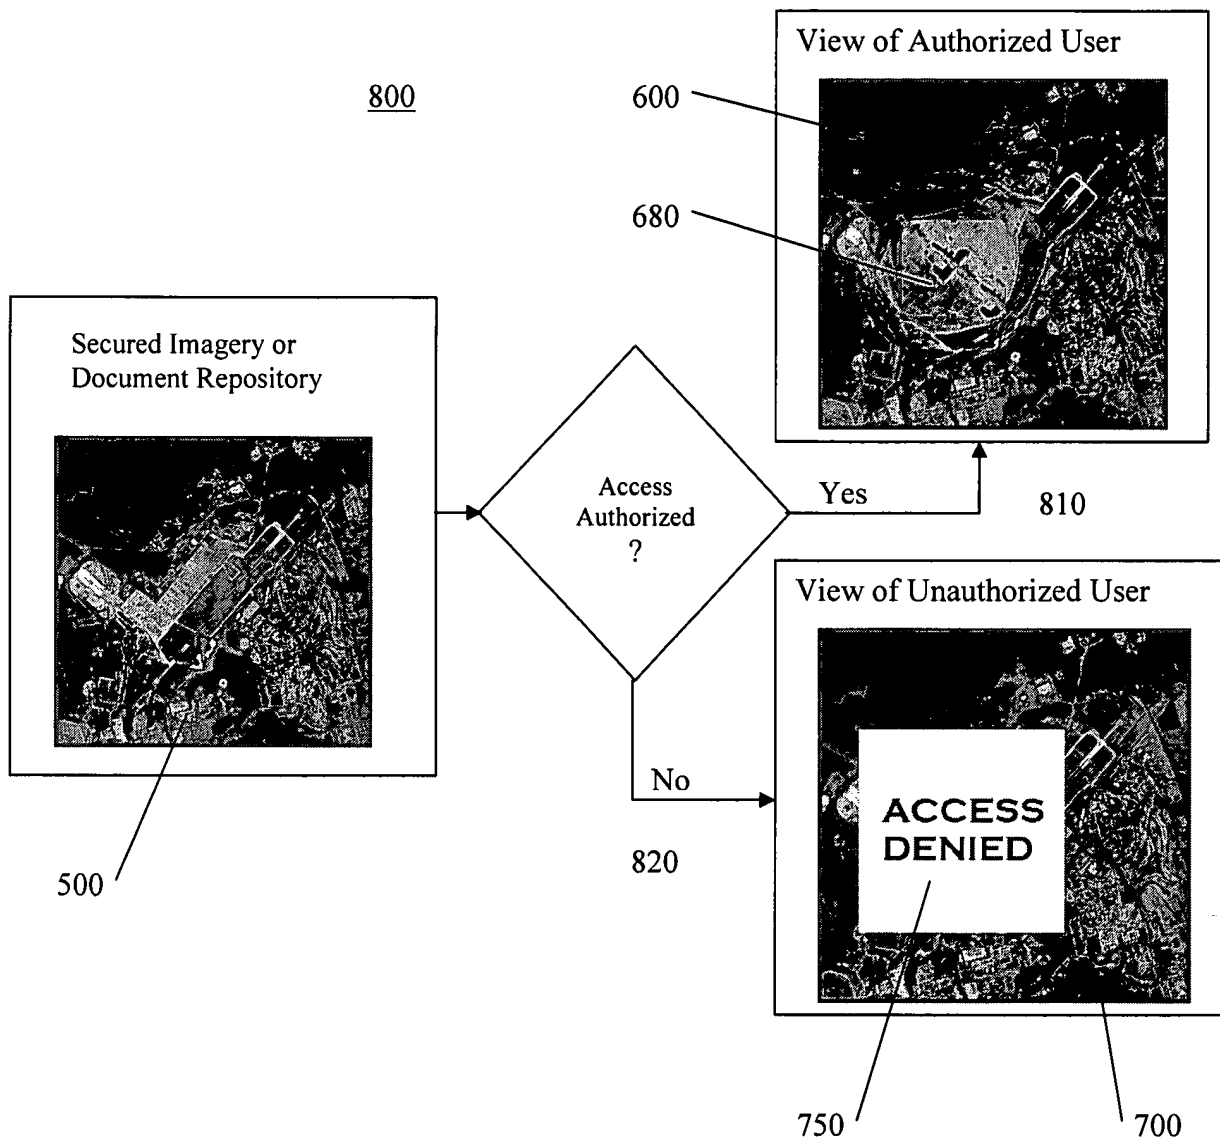 800
View of Authorized User
600
680
Secured Imagery or
Document Repository
500
Access
Authorized
?
Yes
810
No
820
View of Unauthorized User
ACCESS
DENIED
750
700